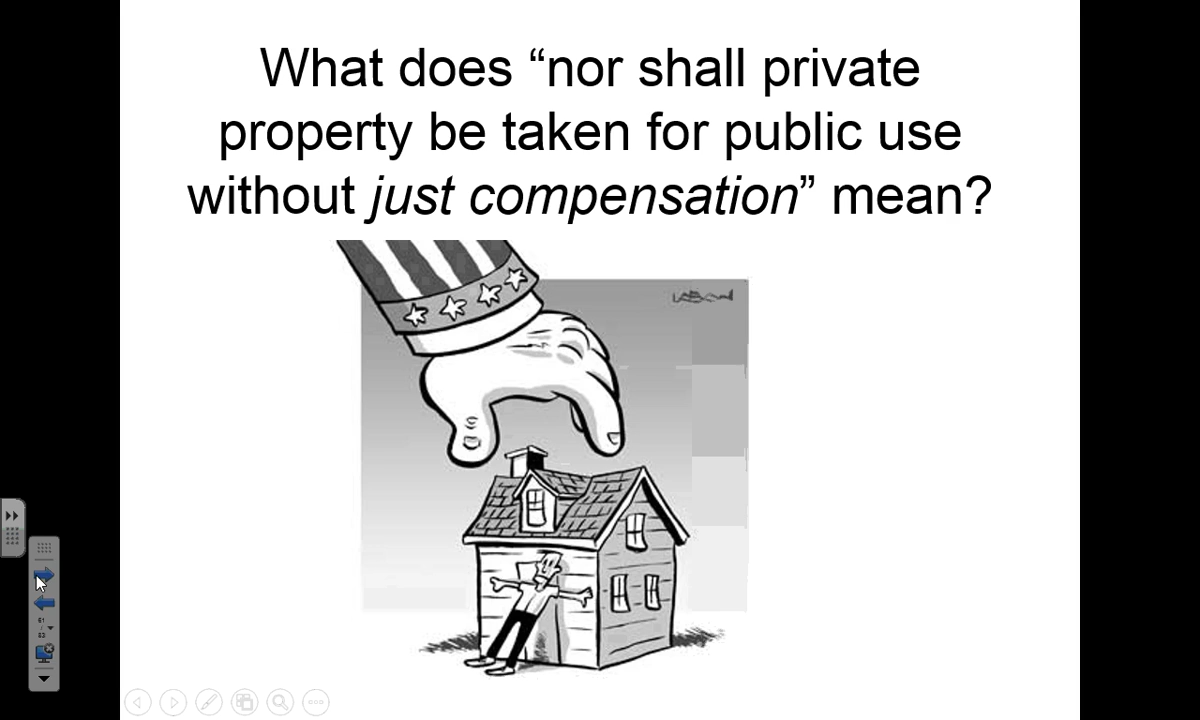 What does “nor shall private
property be taken for public use
without just compensation” mean?